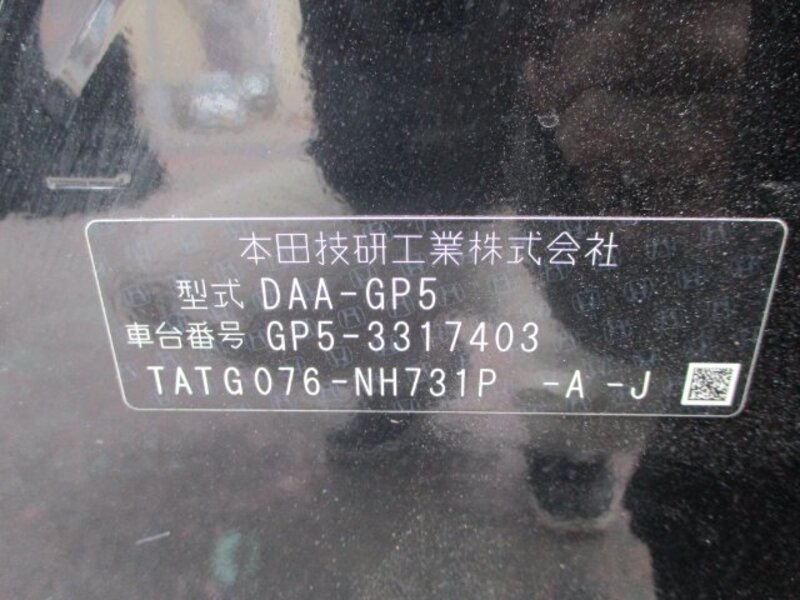 本田技研工業株式会社
型式 DAA-GP5
車台番号 GP5-3317403
TATG076-NH731P -A -J